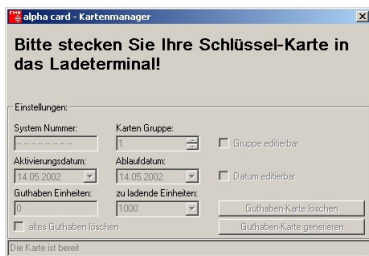 alpha card - Kartenmanager
Bitte stecken Sie Ihre Schlüssel-Karte in
das Ladeterminal!
Einstellungen:
System Nummer: Karten Gruppe:
-------- 1 Gruppe editierbar
Aktivierungsdatum: Ablaufdatum:
14.05.2002 14.05.2002 Datum editierbar
Guthaben Einheiten: zu ladende Einheiten:
0 1000 Guthaben-Karte löschen
altes Guthaben löschen Guthaben-Karte generieren
Die Karte ist bereit